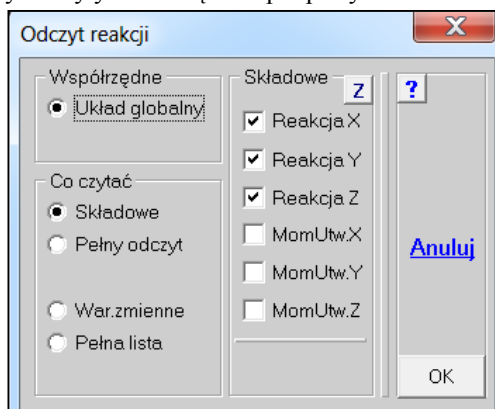 Odczyt reakcji
Współrzędne
Układ globalny
Co czytać
Składowe
Pełny odczyt
War.zmienne
Pełna lista
Składowe
Z
Reakcja X
Reakcja Y
Reakcja Z
MomUtw.X
MomUtw.Y
MomUtw.Z
?
Anuluj
OK